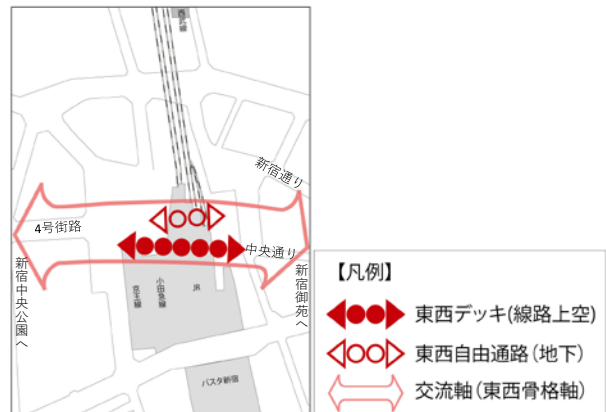 西武線
新宿通り
4号街路
中央通り
新宿中央公園へ
京王線
小田急線
JR
新宿御苑へ
バスタ新宿
【凡例】
東西デッキ(線路上空)
東西自由通路(地下)
交流軸(東西骨格軸)